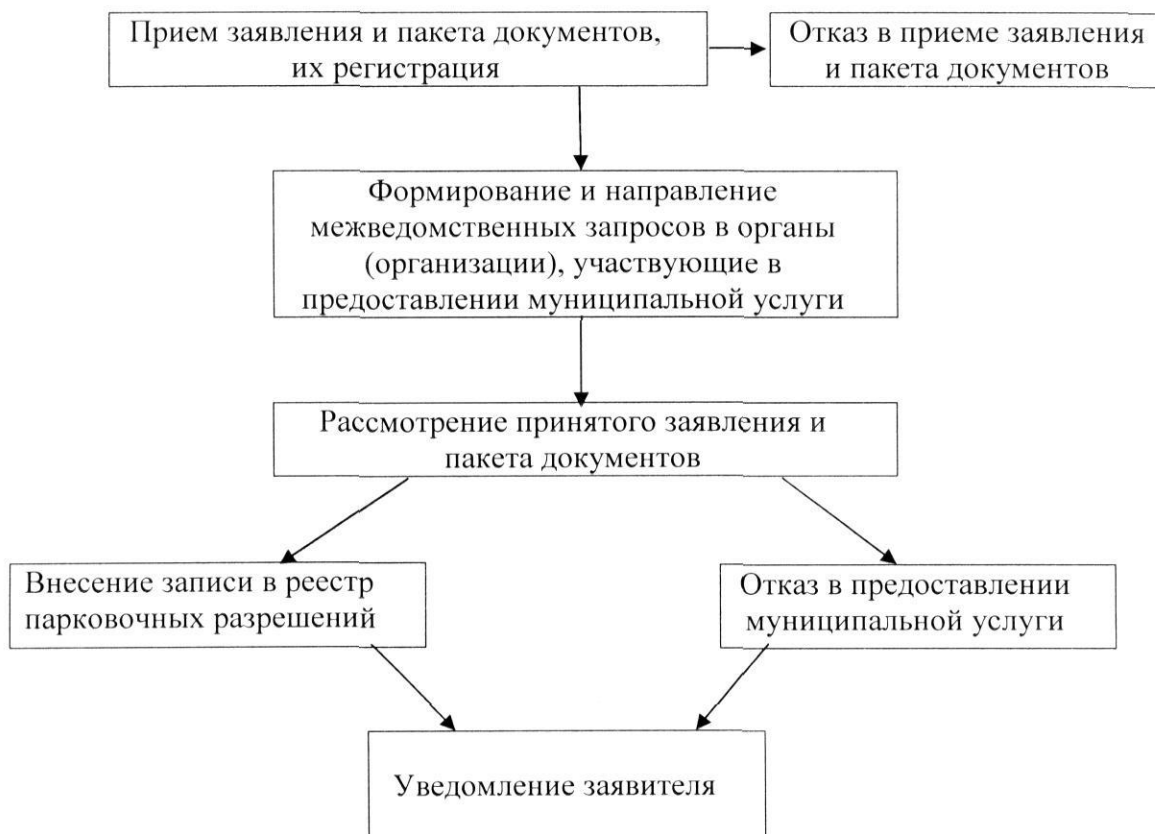 Прием заявления и пакета документов,
их регистрация
Отказ в приеме заявления
и пакета документов
Формирование и направление
межведомственных запросов в органы
(организации), участвующие в
предоставлении муниципальной услуги
Рассмотрение принятого заявления и
пакета документов
Внесение записи в реестр
парковочных разрешений
Отказ в предоставлении
муниципальной услуги
Уведомление заявителя